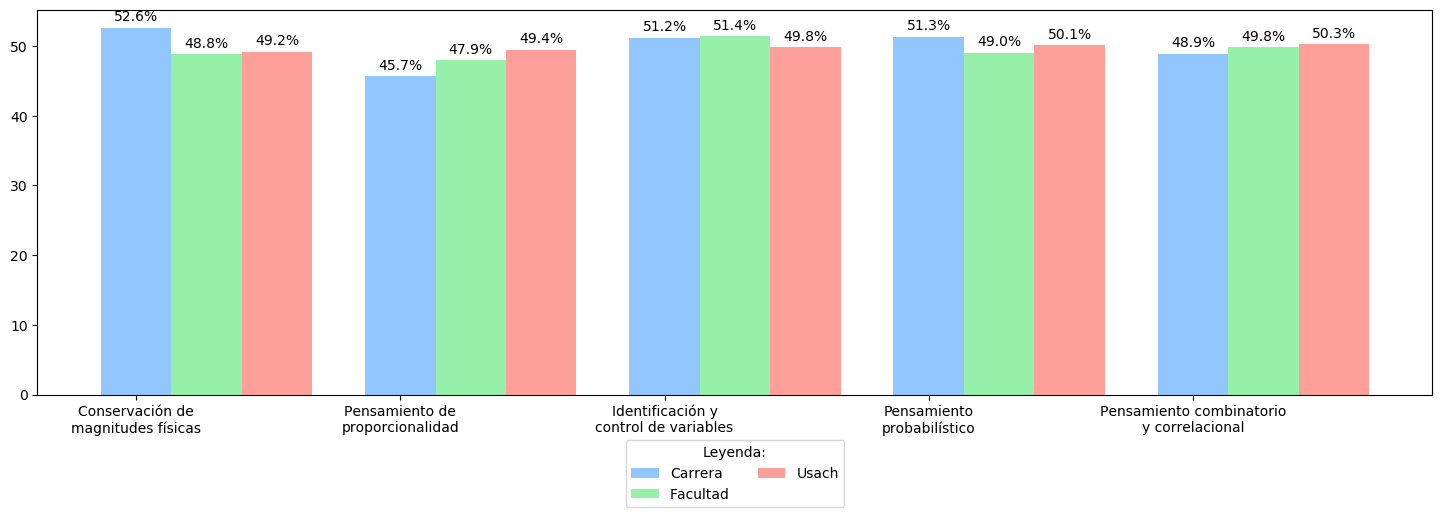 52.6%
48.8%
49.2%
45.7%
47.9%
49.4%
51.2%
51.4%
49.8%
51.3%
49.0%
50.1%
48.9%
49.8%
50.3%
50
40
30
20
10
0
Conservación de
magnitudes físicas
Pensamiento de
proporcionalidad
Identificación y
control de variables
Pensamiento
probabilístico
Pensamiento combinatorio
y correlacional
Leyenda:
Carrera
Facultad
Usach